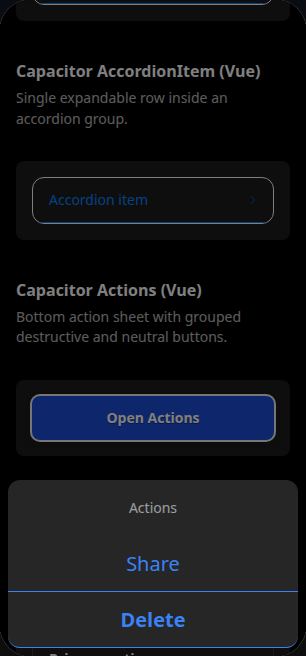 Capacitor AccordionItem (Vue)
Single expandable row inside an
accordion group.
Accordion item
Capacitor Actions (Vue)
Bottom action sheet with grouped
destructive and neutral buttons.
Open Actions
Actions
Share
Delete